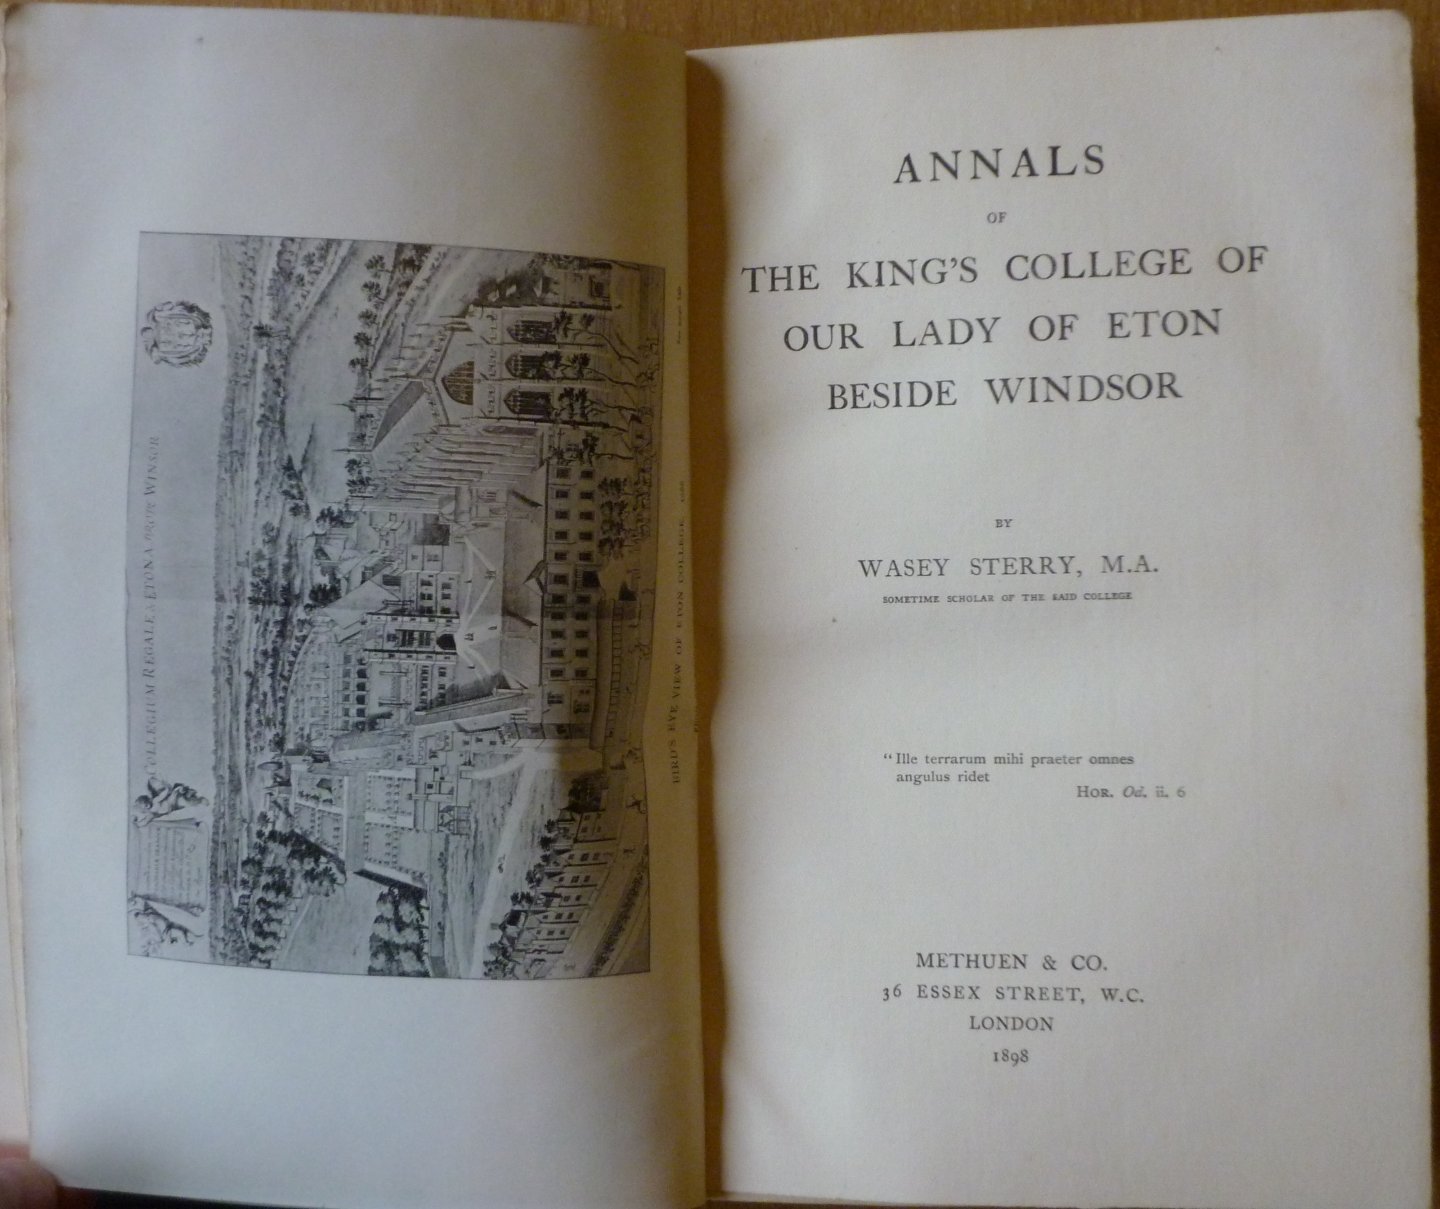 COLLEGIUM REGALE ETONA PROPE WINSOR
BIRD'S EYE VIEW OF ETON COLLEGE,
ANNALS
OF
THE KING'S COLLEGE OF
OUR LADY OF ETON
BESIDE WINDSOR
BY
WASEY STERRY, M.A.
SOMETIME SCHOLAR OF THE SAID COLLEGE
"Ille terrarum mihi praeter omnes
angulus ridet
HOR. Od. ii. 6
METHUEN & CO.
36 ESSEX STREET, W.C.
LONDON
1898